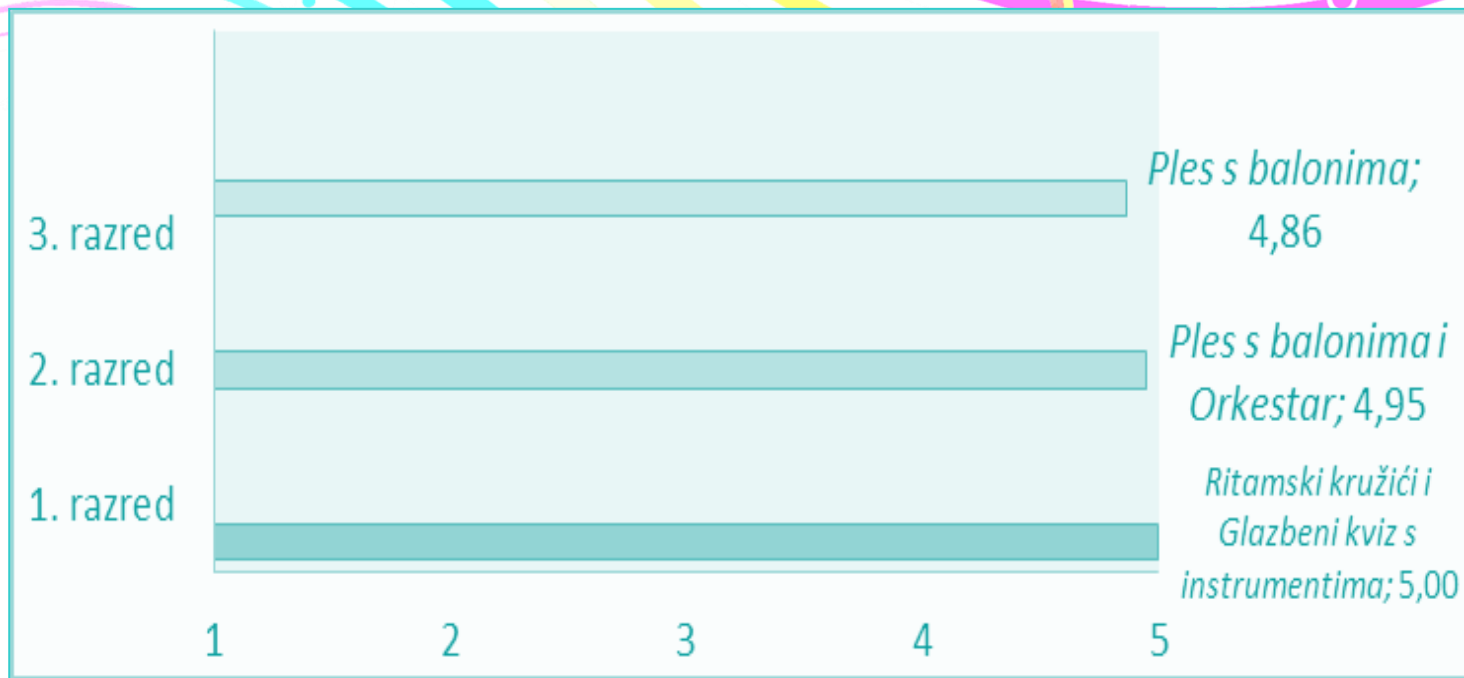 Ples s balonima;
4,86
3. razred
Ples s balonima i
Orkestar; 4,95
2. razred
Ritamski kružići i
Glazbeni kviz s
instrumentima; 5,00
1. razred
1 2 3 4 5